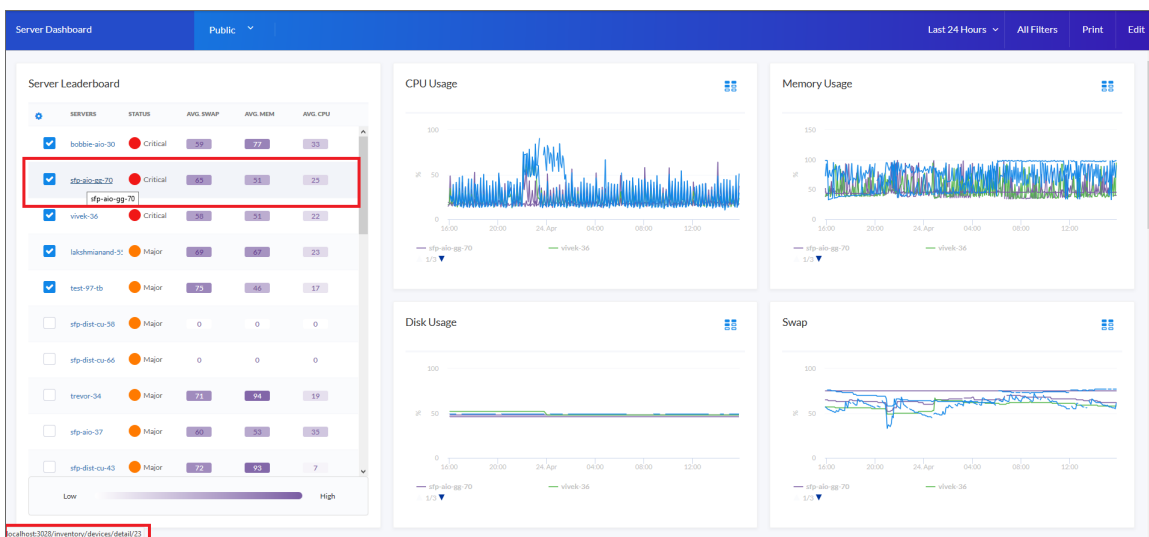 Server Dashboard Public Last 24 Hours All Filters Print Edit
Server Leaderboard
SERVERS STATUS AVG. SWAP AVG. MEM AVG. CPU
bobbie-aio-30 Critical 59 77 33
sfp-aio-gg-70 Critical 65 51 25
sfp-aio-gg-70
vivek-36 Critical 58 51 22
lakshmianand-5 Major 69 67 23
test-97-tb Major 75 46 17
sfp-dist-cu-58 Major 0 0 0
sfp-dist-cu-66 Major 0 0 0
trevor-34 Major 71 94 19
sfp-aio-37 Major 60 53 35
sfp-dist-cu-43 Major 72 93 7
Low High
localhost:3028/inventory/devices/detail/23
CPU Usage
100
% 50
0
16:00 20:00 24. Apr 04:00 08:00 12:00
sfp-aio-gg-70 vivek-36
1/3
Memory Usage
150
100
% 50
0
16:00 20:00 24. Apr 04:00 08:00 12:00
sfp-aio-gg-70 vivek-36
1/3
Disk Usage
100
% 50
0
16:00 20:00 24. Apr 04:00 08:00 12:00
sfp-aio-gg-70 vivek-36
1/3
Swap
100
% 50
0
16:00 20:00 24. Apr 04:00 08:00 12:00
sfp-aio-gg-70 vivek-36
1/3